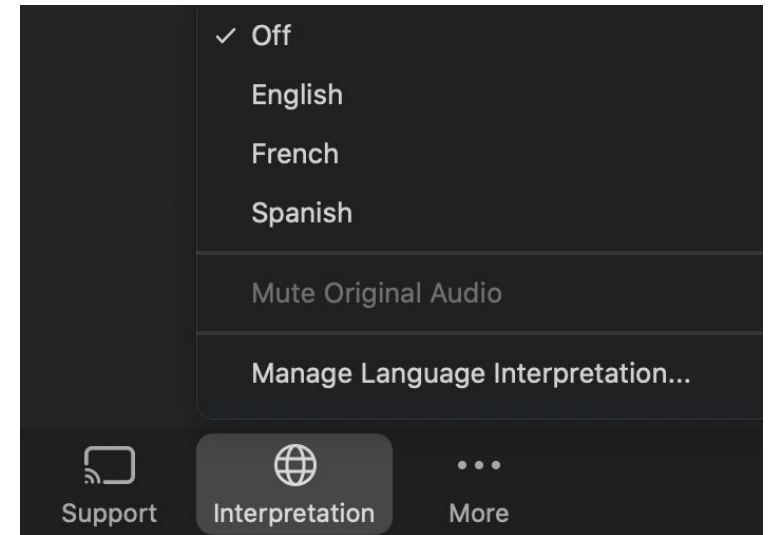 Off
English
French
Spanish
Mute Original Audio
Manage Language Interpretation...
Support Interpretation More